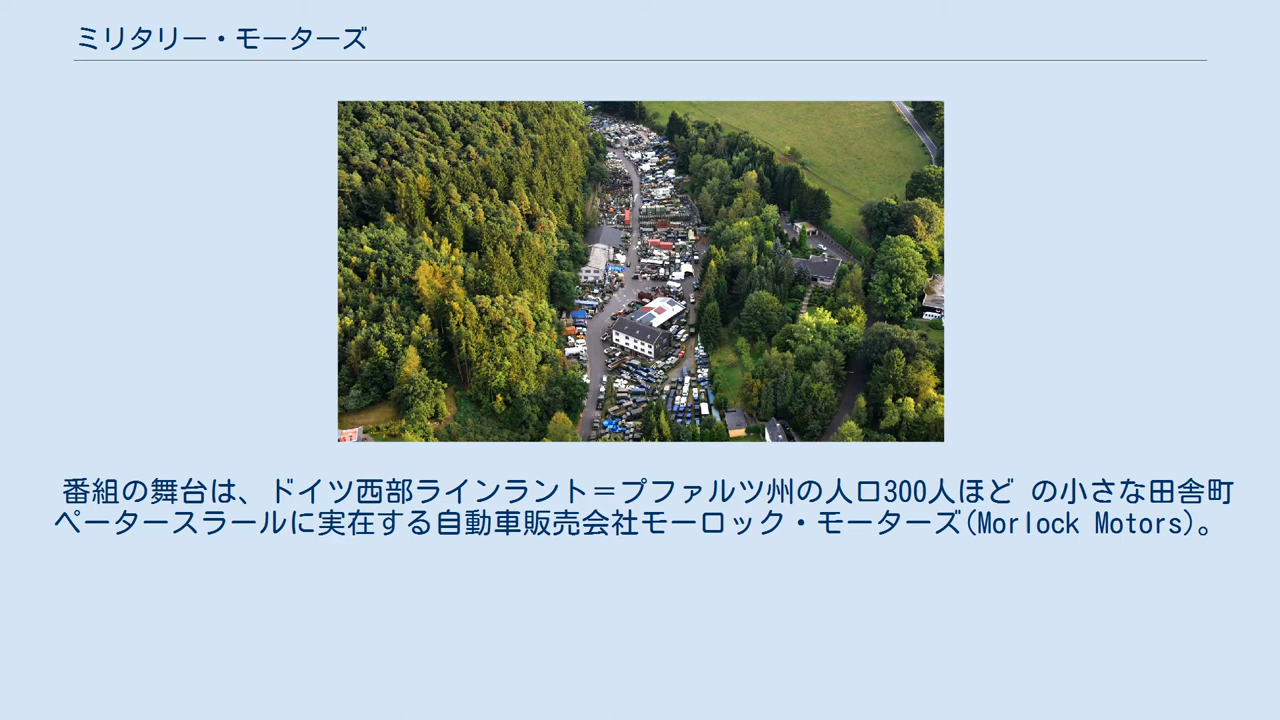 ミリタリー・モーターズ
番組の舞台は、ドイツ西部ラインラント＝プファルツ州の人口300人ほど の小さな田舎町
ペータースラールに実在する自動車販売会社モーロック・モーターズ(Morlock Motors)。